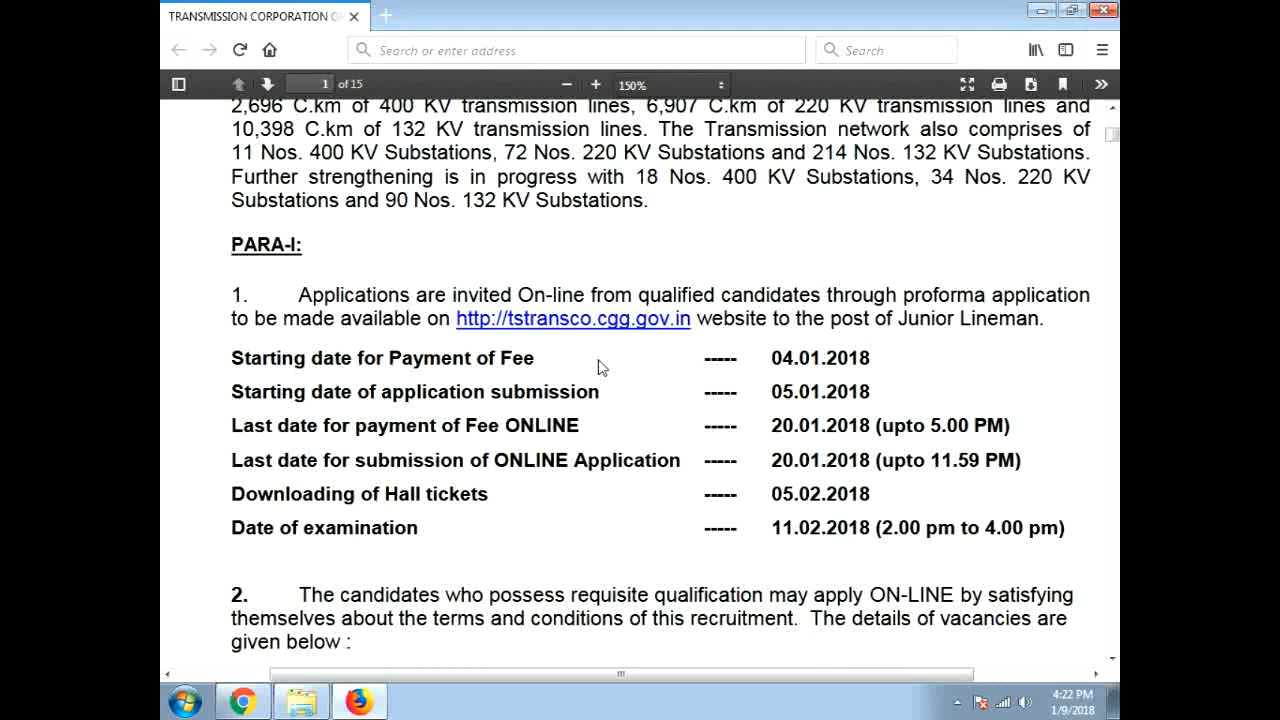 TRANSMISSION CORPORATION O
Search or enter address
Search
1 of 15
150%
2,696 C.km of 400 KV transmission lines, 6,907 C.km of 220 KV transmission lines and
10,398 C.km of 132 KV transmission lines. The Transmission network also comprises of
11 Nos. 400 KV Substations, 72 Nos. 220 KV Substations and 214 Nos. 132 KV Substations.
Further strengthening is in progress with 18 Nos. 400 KV Substations, 34 Nos. 220 KV
Substations and 90 Nos. 132 KV Substations.
PARA-I:
1. Applications are invited On-line from qualified candidates through proforma application
to be made available on http://tstransco.cgg.gov.in website to the post of Junior Lineman.
Starting date for Payment of Fee ----- 04.01.2018
Starting date of application submission ----- 05.01.2018
Last date for payment of Fee ONLINE ----- 20.01.2018 (upto 5.00 PM)
Last date for submission of ONLINE Application ----- 20.01.2018 (upto 11.59 PM)
Downloading of Hall tickets ----- 05.02.2018
Date of examination ----- 11.02.2018 (2.00 pm to 4.00 pm)
2. The candidates who possess requisite qualification may apply ON-LINE by satisfying
themselves about the terms and conditions of this recruitment. The details of vacancies are
given below :
4:22 PM
1/9/2018